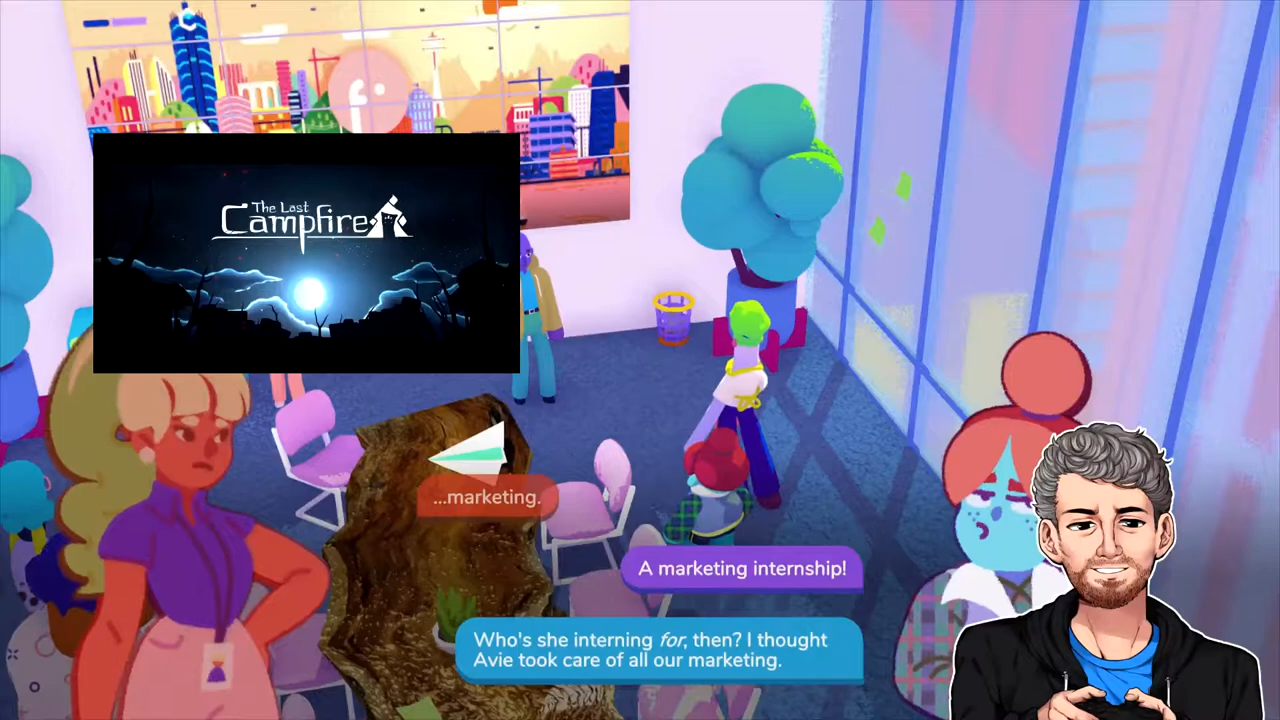 The Last
Campfire
...marketing.
A marketing internship!
Who's she interning for, then? I thought
Avie took care of all our marketing.